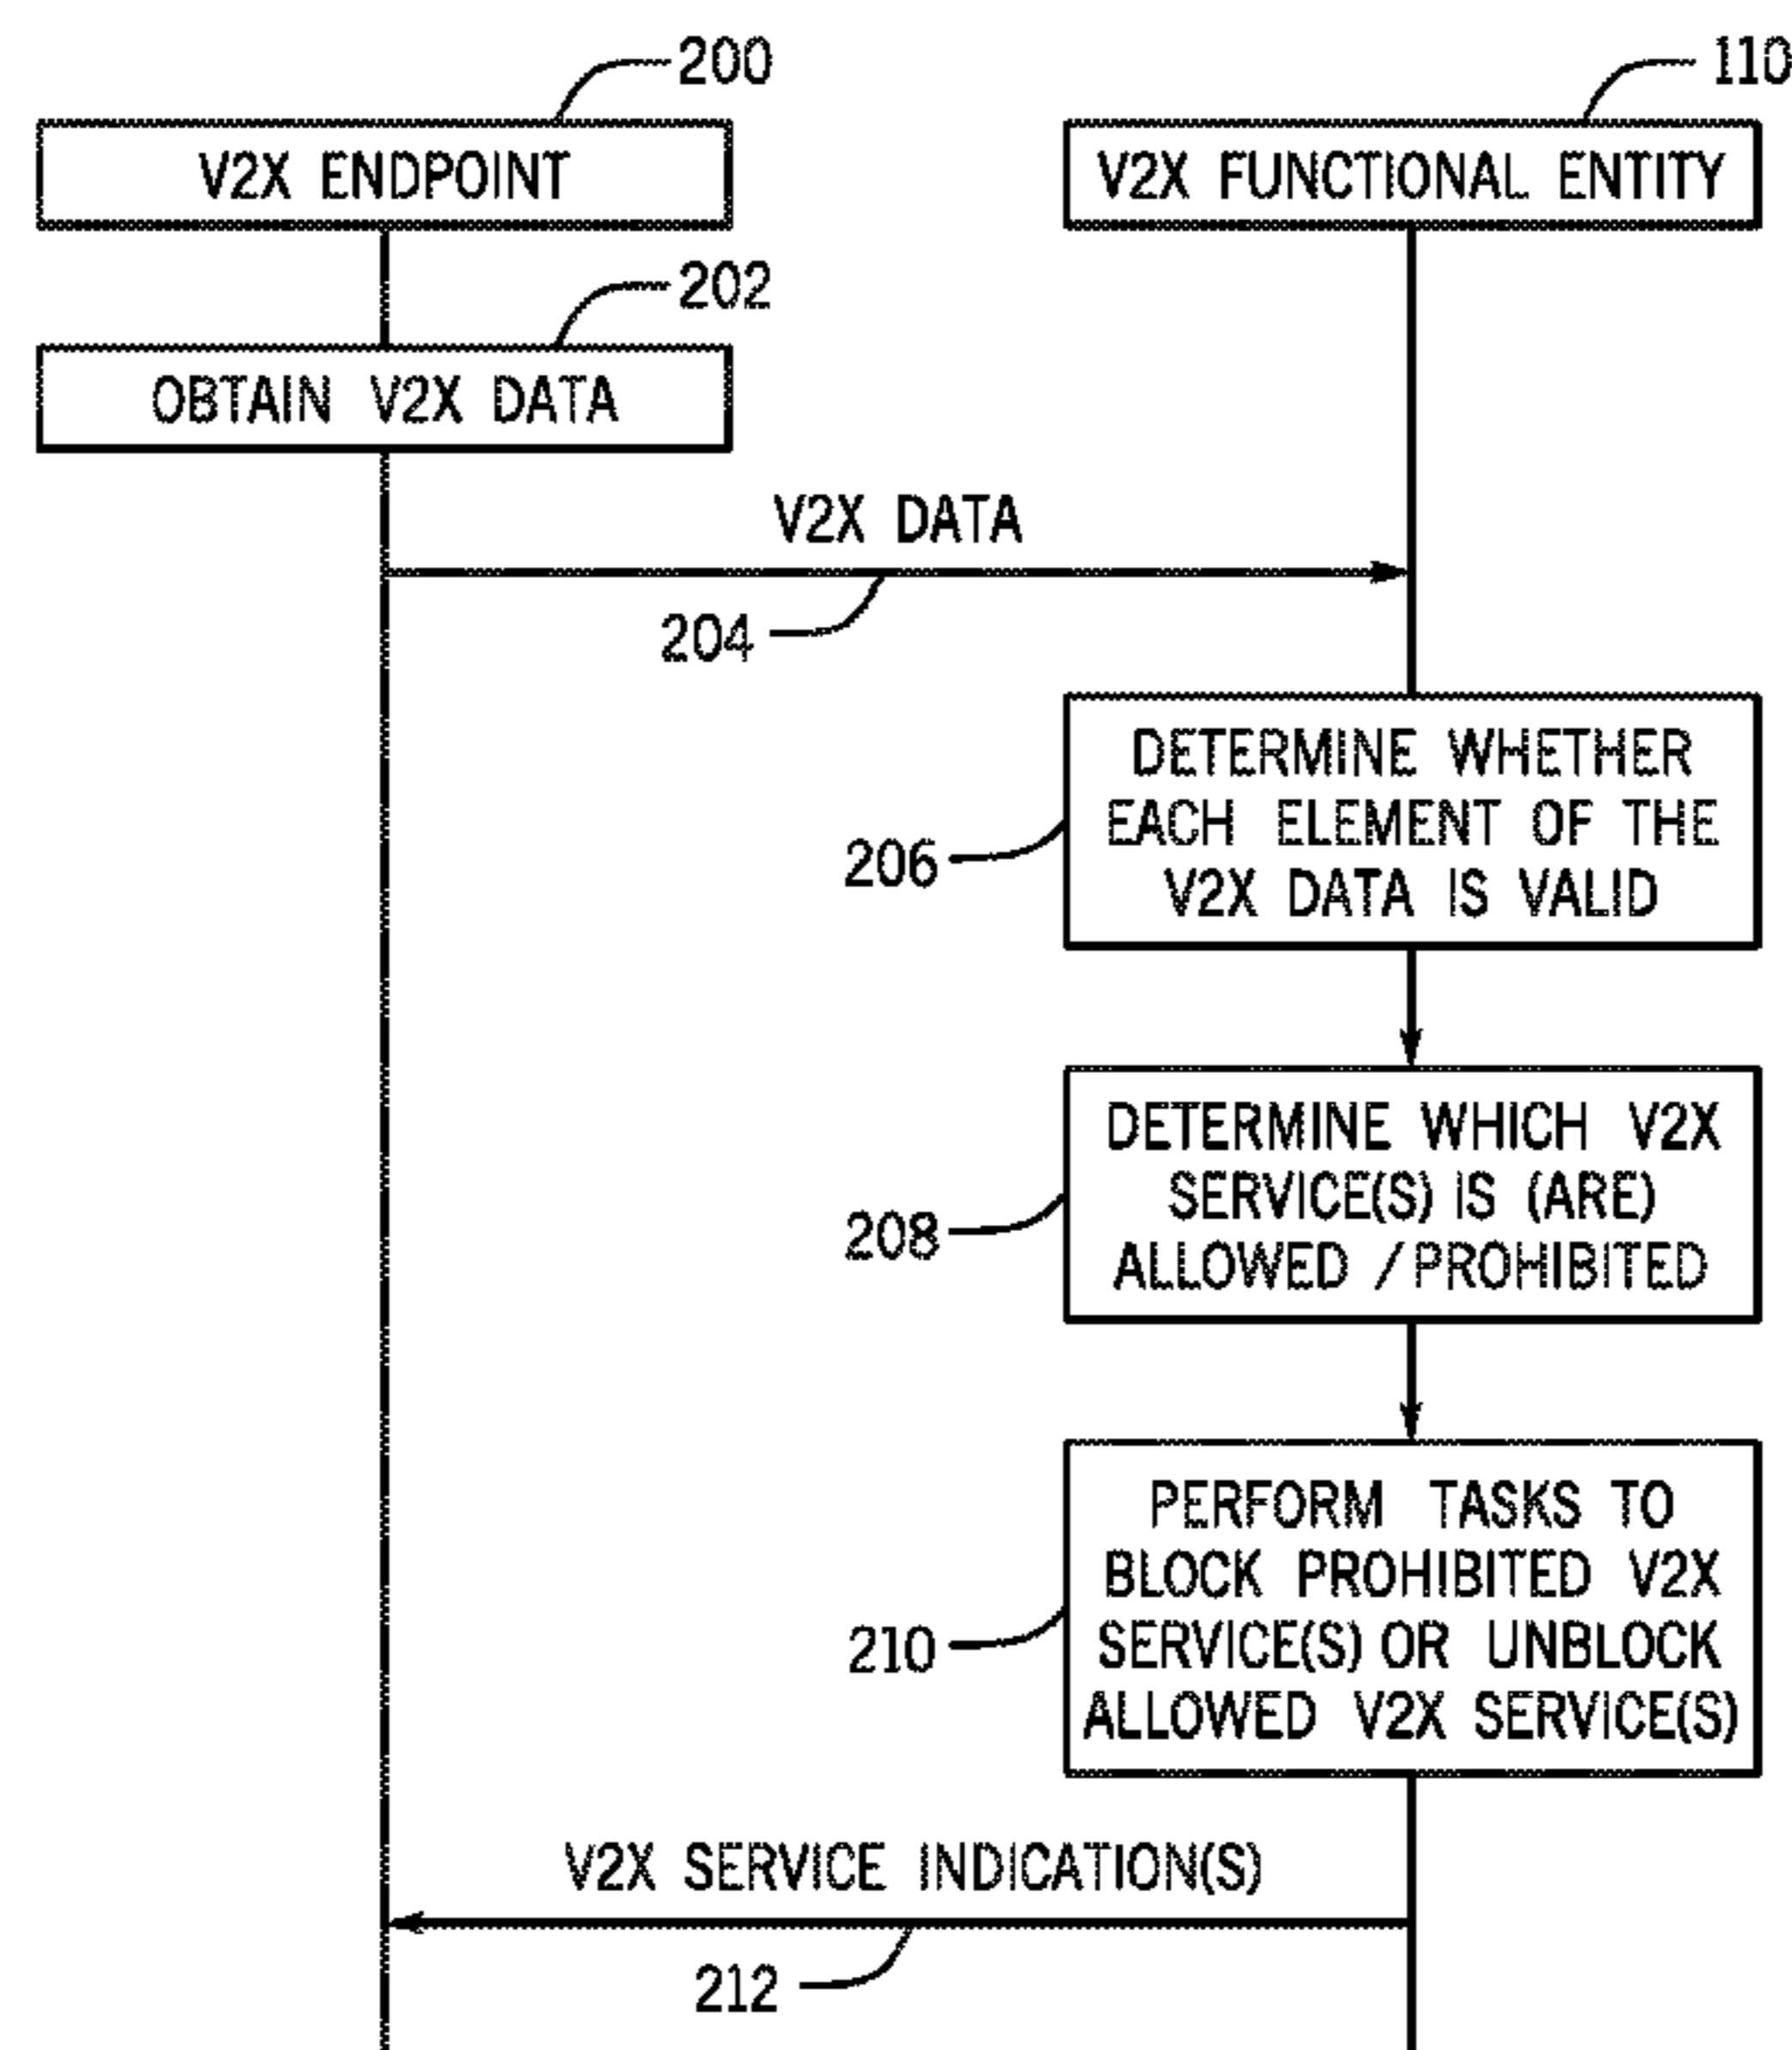 200
110
V2X ENDPOINT
V2X FUNCTIONAL ENTITY
202
OBTAIN V2X DATA
V2X DATA
204
DETERMINE WHETHER
EACH ELEMENT OF THE
V2X DATA IS VALID
206
DETERMINE WHICH V2X
SERVICE(S) IS (ARE)
ALLOWED / PROHIBITED
208
PERFORM TASKS TO
BLOCK PROHIBITED V2X
SERVICE(S) OR UNBLOCK
ALLOWED V2X SERVICE(S)
210
V2X SERVICE INDICATION(S)
212